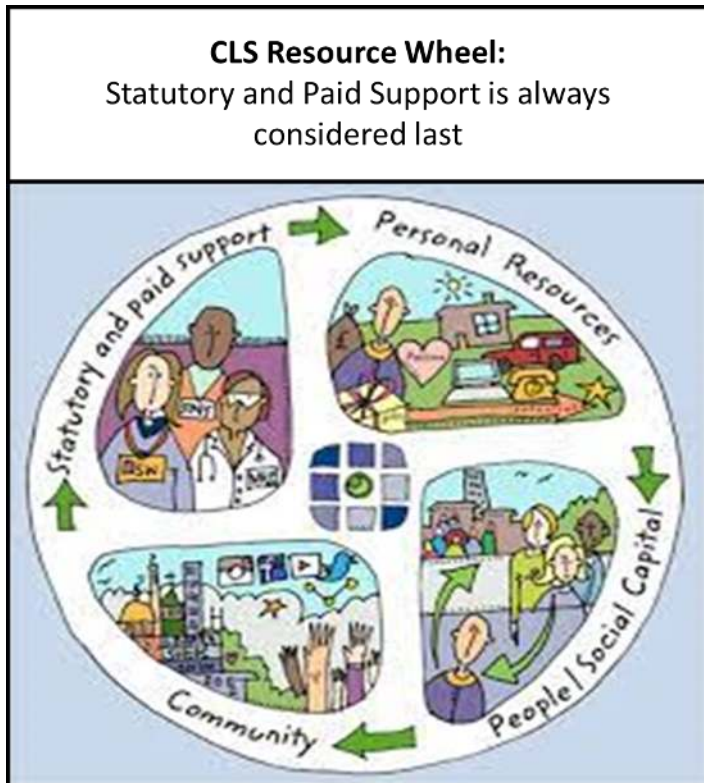 CLS Resource Wheel:
Statutory and Paid Support is always
considered last
Statutory and paid support
Personal Resources
£
People/Social Capital
Community